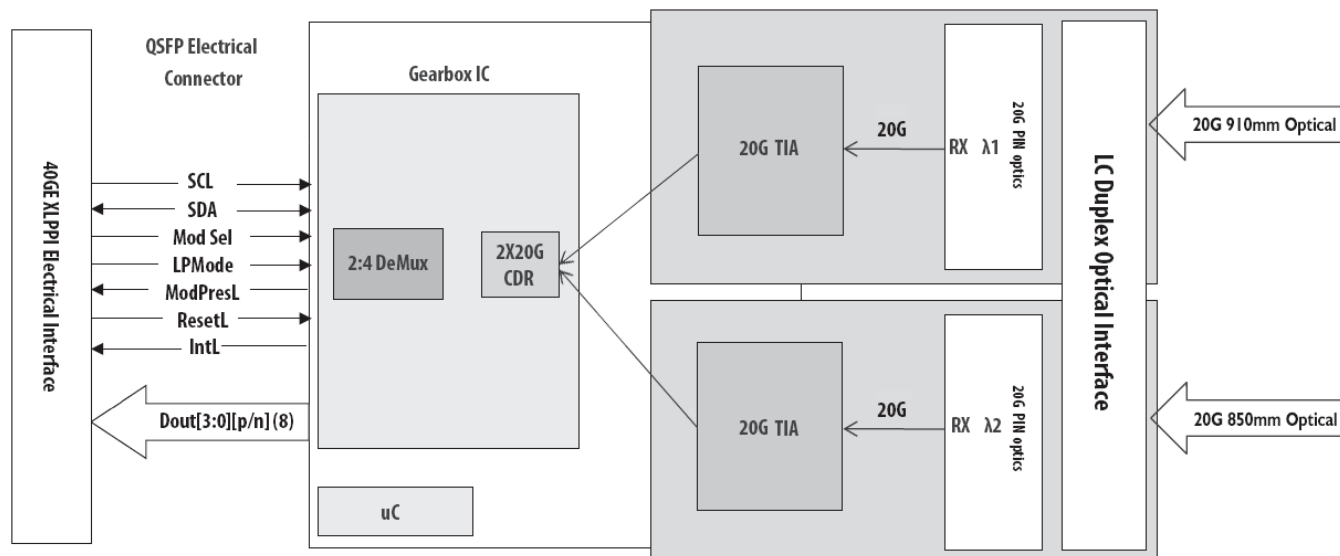 QSFP Electrical
Connector
40GE XLPPI Electrical Interface
SCL
SDA
Mod Sel
LPMode
ModPresL
ResetL
IntL
Dout[3:0][p/n](8)
Gearbox IC
2:4 DeMux
2X20G
CDR
uC
20G TIA
20G
RX λ1
20G PIN optics
20G TIA
20G
RX λ2
20G PIN optics
LC Duplex Optical Interface
20G 910mm Optical
20G 850mm Optical